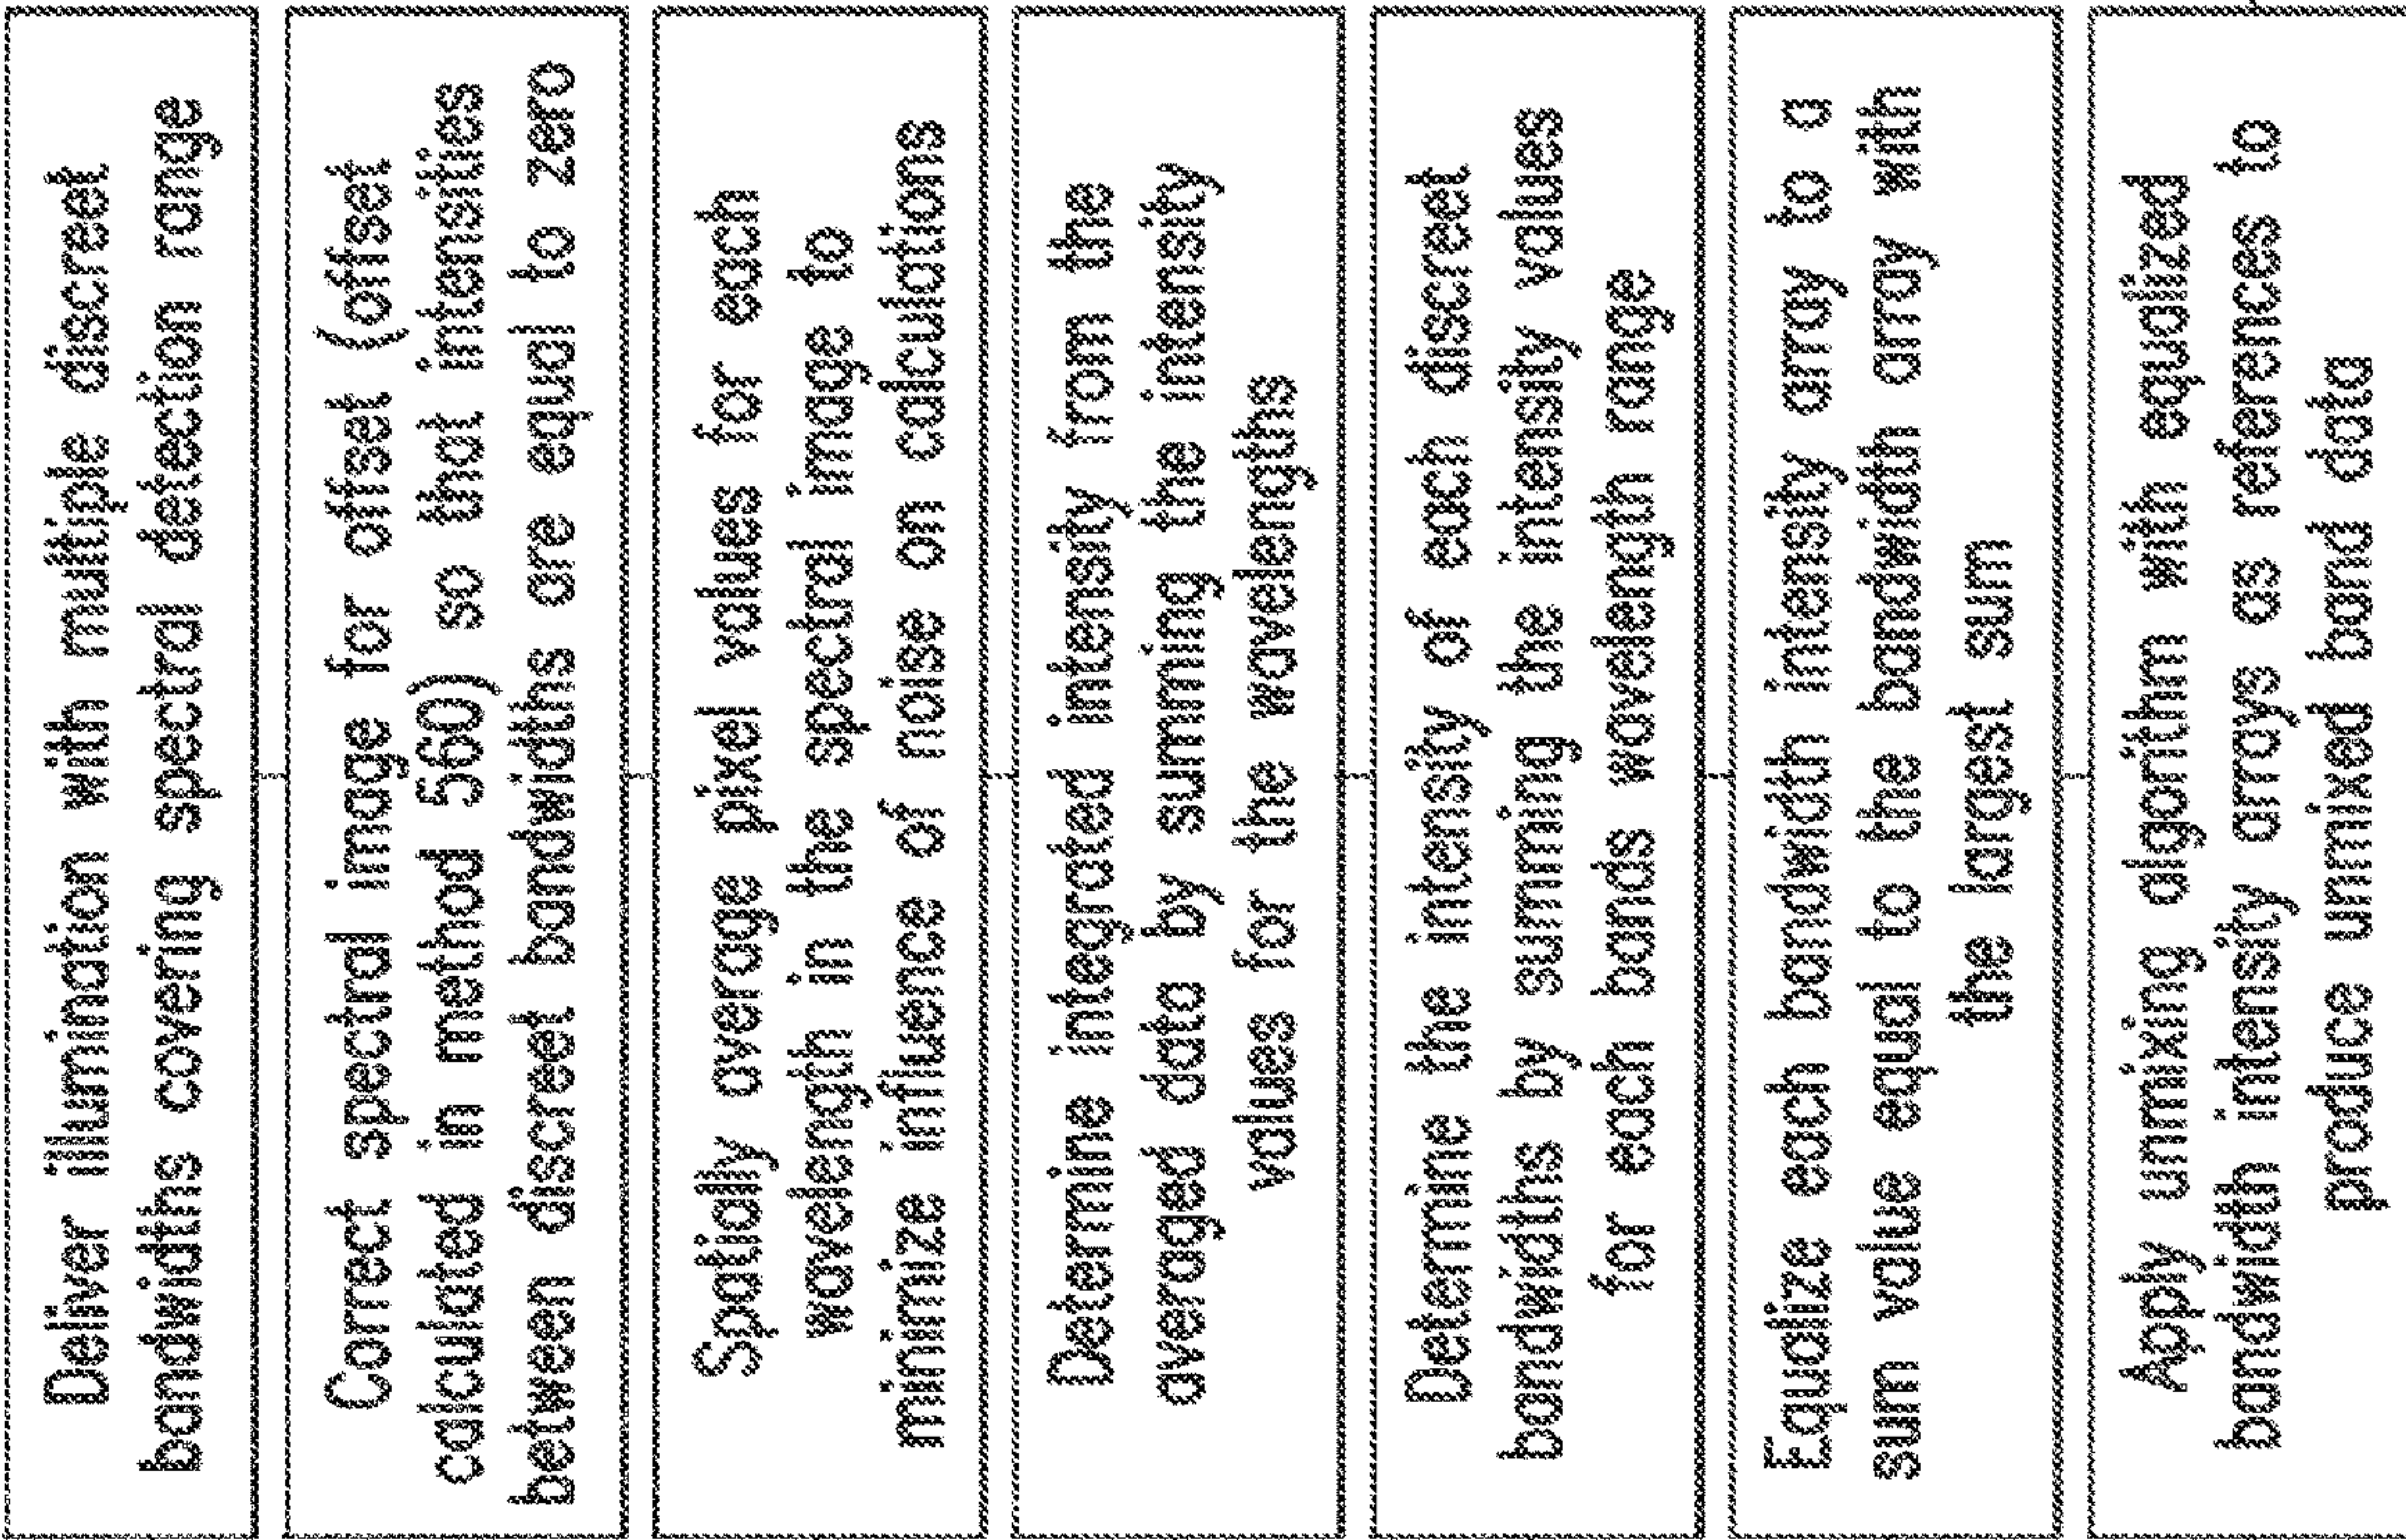 Deliver illumination with multiple discreet
bandwidths covering spectral detection range
Correct spectral image for offset (offset
calculated in method 560) so that intensities
between discreet bandwidths are equal to zero
Spatially average pixel values for each
wavelength in the spectral image to
minimize influence of noise on calculations
Determine integrated intensity from the
averaged data by summing the intensity
values for the wavelengths
Determine the intensity of each discreet
bandwidths by summing the intensity values
for each bands wavelength range
Equalize each bandwidth intensity array to a
sum value equal to the bandwidth array with
the largest sum
Apply unmixing algorithm with equalized
bandwidth intensity arrays as references to
produce unmixed band data